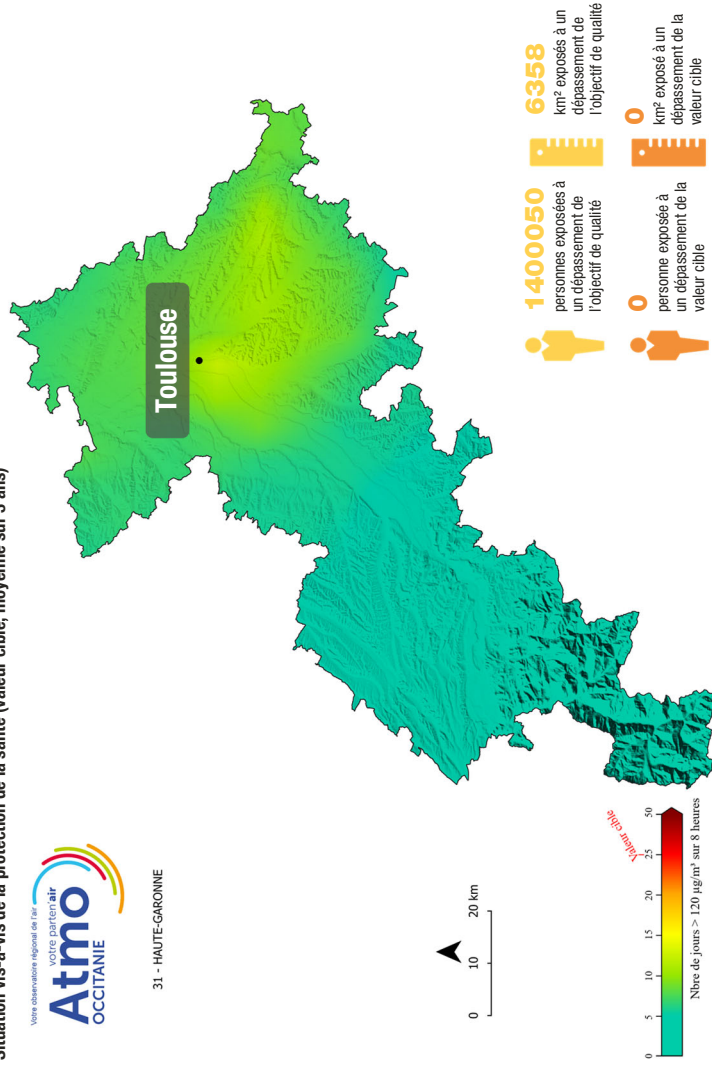 Situation vis-à-vis de la protection de la santé (valeur cible, moyenne sur 3 ans)
Votre observatoire régional de l'air
votre parten'air
Atmo
OCCITANIE
31 - HAUTE-GARONNE
Toulouse
0 10 20 km
Valeur cible
0 5 10 15 20 25 50
Nbre de jours > 120 µg/m³ sur 8 heures
1400050
personnes exposées à
un dépassement de
l'objectif de qualité
6358
km² exposés à un
dépassement de
l'objectif de qualité
0
personne exposée à
un dépassement de la
valeur cible
0
km² exposé à un
dépassement de la
valeur cible